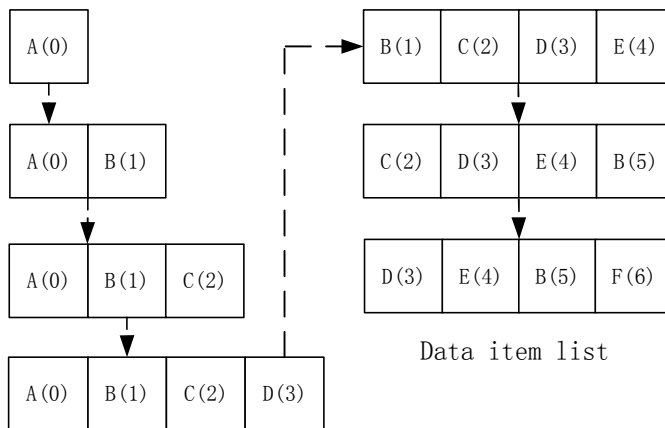 A(0)
A(0) B(1)
A(0) B(1) C(2)
A(0) B(1) C(2) D(3)
B(1) C(2) D(3) E(4)
C(2) D(3) E(4) B(5)
D(3) E(4) B(5) F(6)
Data item list